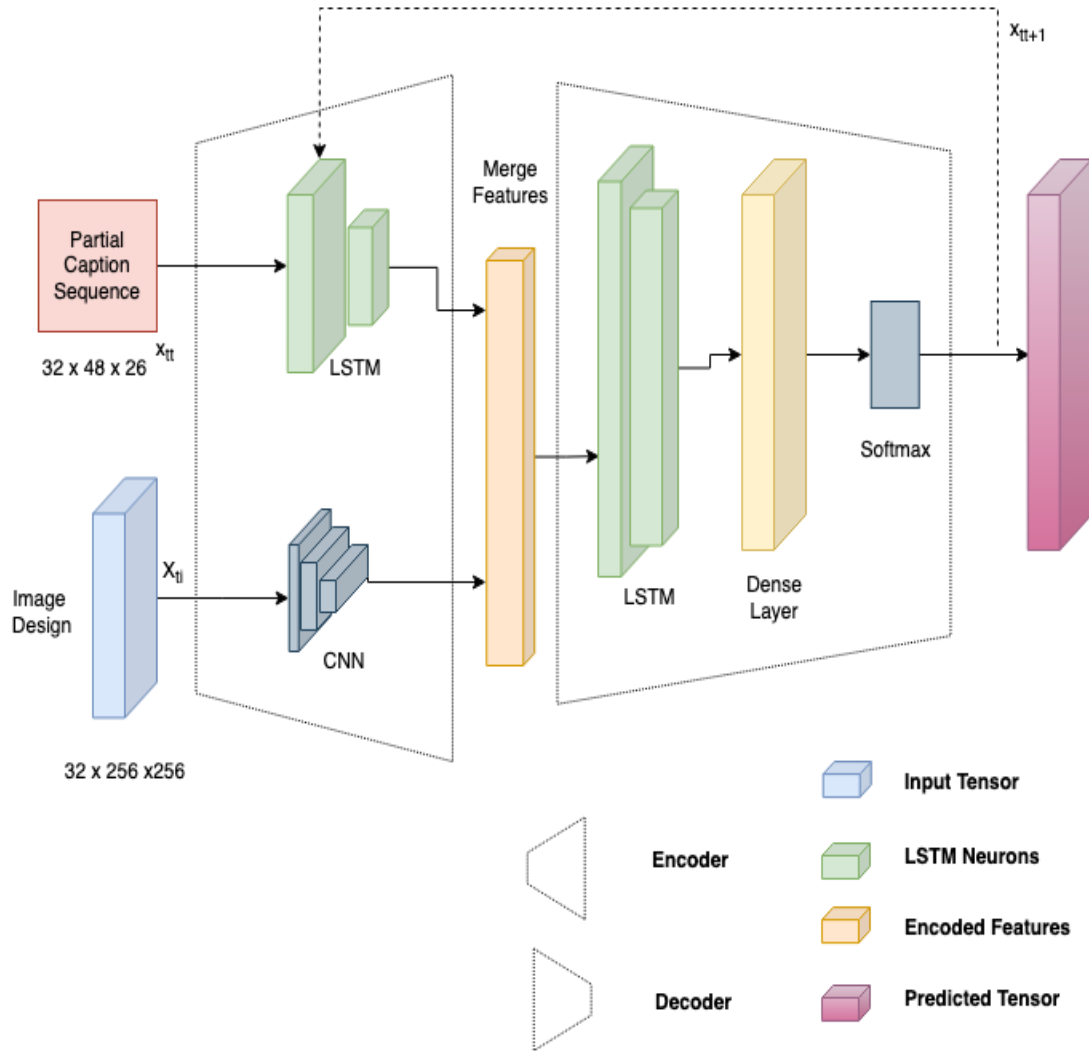 x_tt+1
Merge
Features
Partial
Caption
Sequence
x_tt
32 x 48 x 26
LSTM
Softmax
X_ti
Image
Design
CNN
LSTM
Dense
Layer
32 x 256 x256
Input Tensor
Encoder
LSTM Neurons
Encoded Features
Decoder
Predicted Tensor